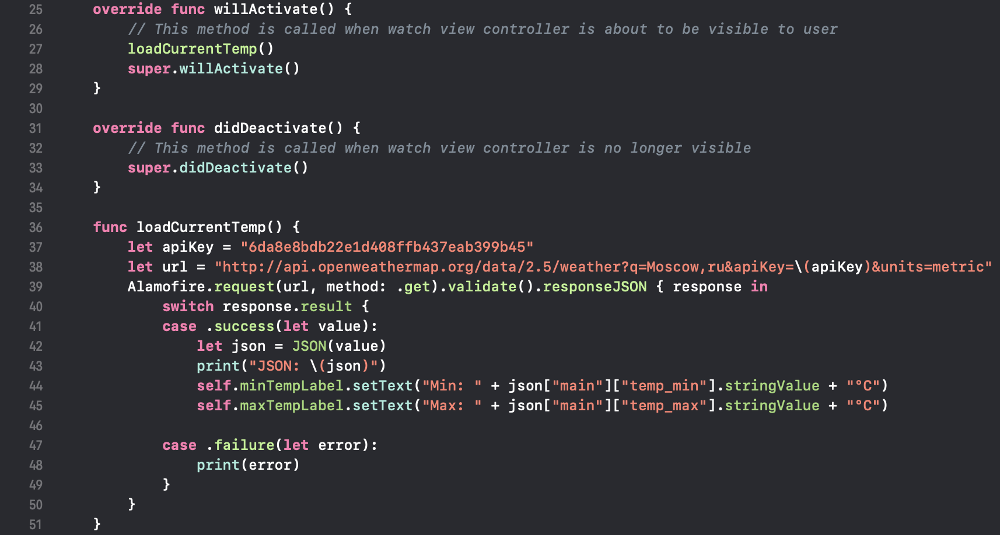 25 override func willActivate() {
26 // This method is called when watch view controller is about to be visible to user
27 loadCurrentTemp()
28 super.willActivate()
29 }
30
31 override func didDeactivate() {
32 // This method is called when watch view controller is no longer visible
33 super.didDeactivate()
34 }
35
36 func loadCurrentTemp() {
37 let apiKey = "6da8e8bdb22e1d408ffb437eab399b45"
38 let url = "http://api.openweathermap.org/data/2.5/weather?q=Moscow,ru&apiKey=\(apiKey)&units=metric"
39 Alamofire.request(url, method: .get).validate().responseJSON { response in
40 switch response.result {
41 case .success(let value):
42 let json = JSON(value)
43 print("JSON: \(json)")
44 self.minTempLabel.setText("Min: " + json["main"]["temp_min"].stringValue + "°C")
45 self.maxTempLabel.setText("Max: " + json["main"]["temp_max"].stringValue + "°C")
46
47 case .failure(let error):
48 print(error)
49 }
50 }
51 }